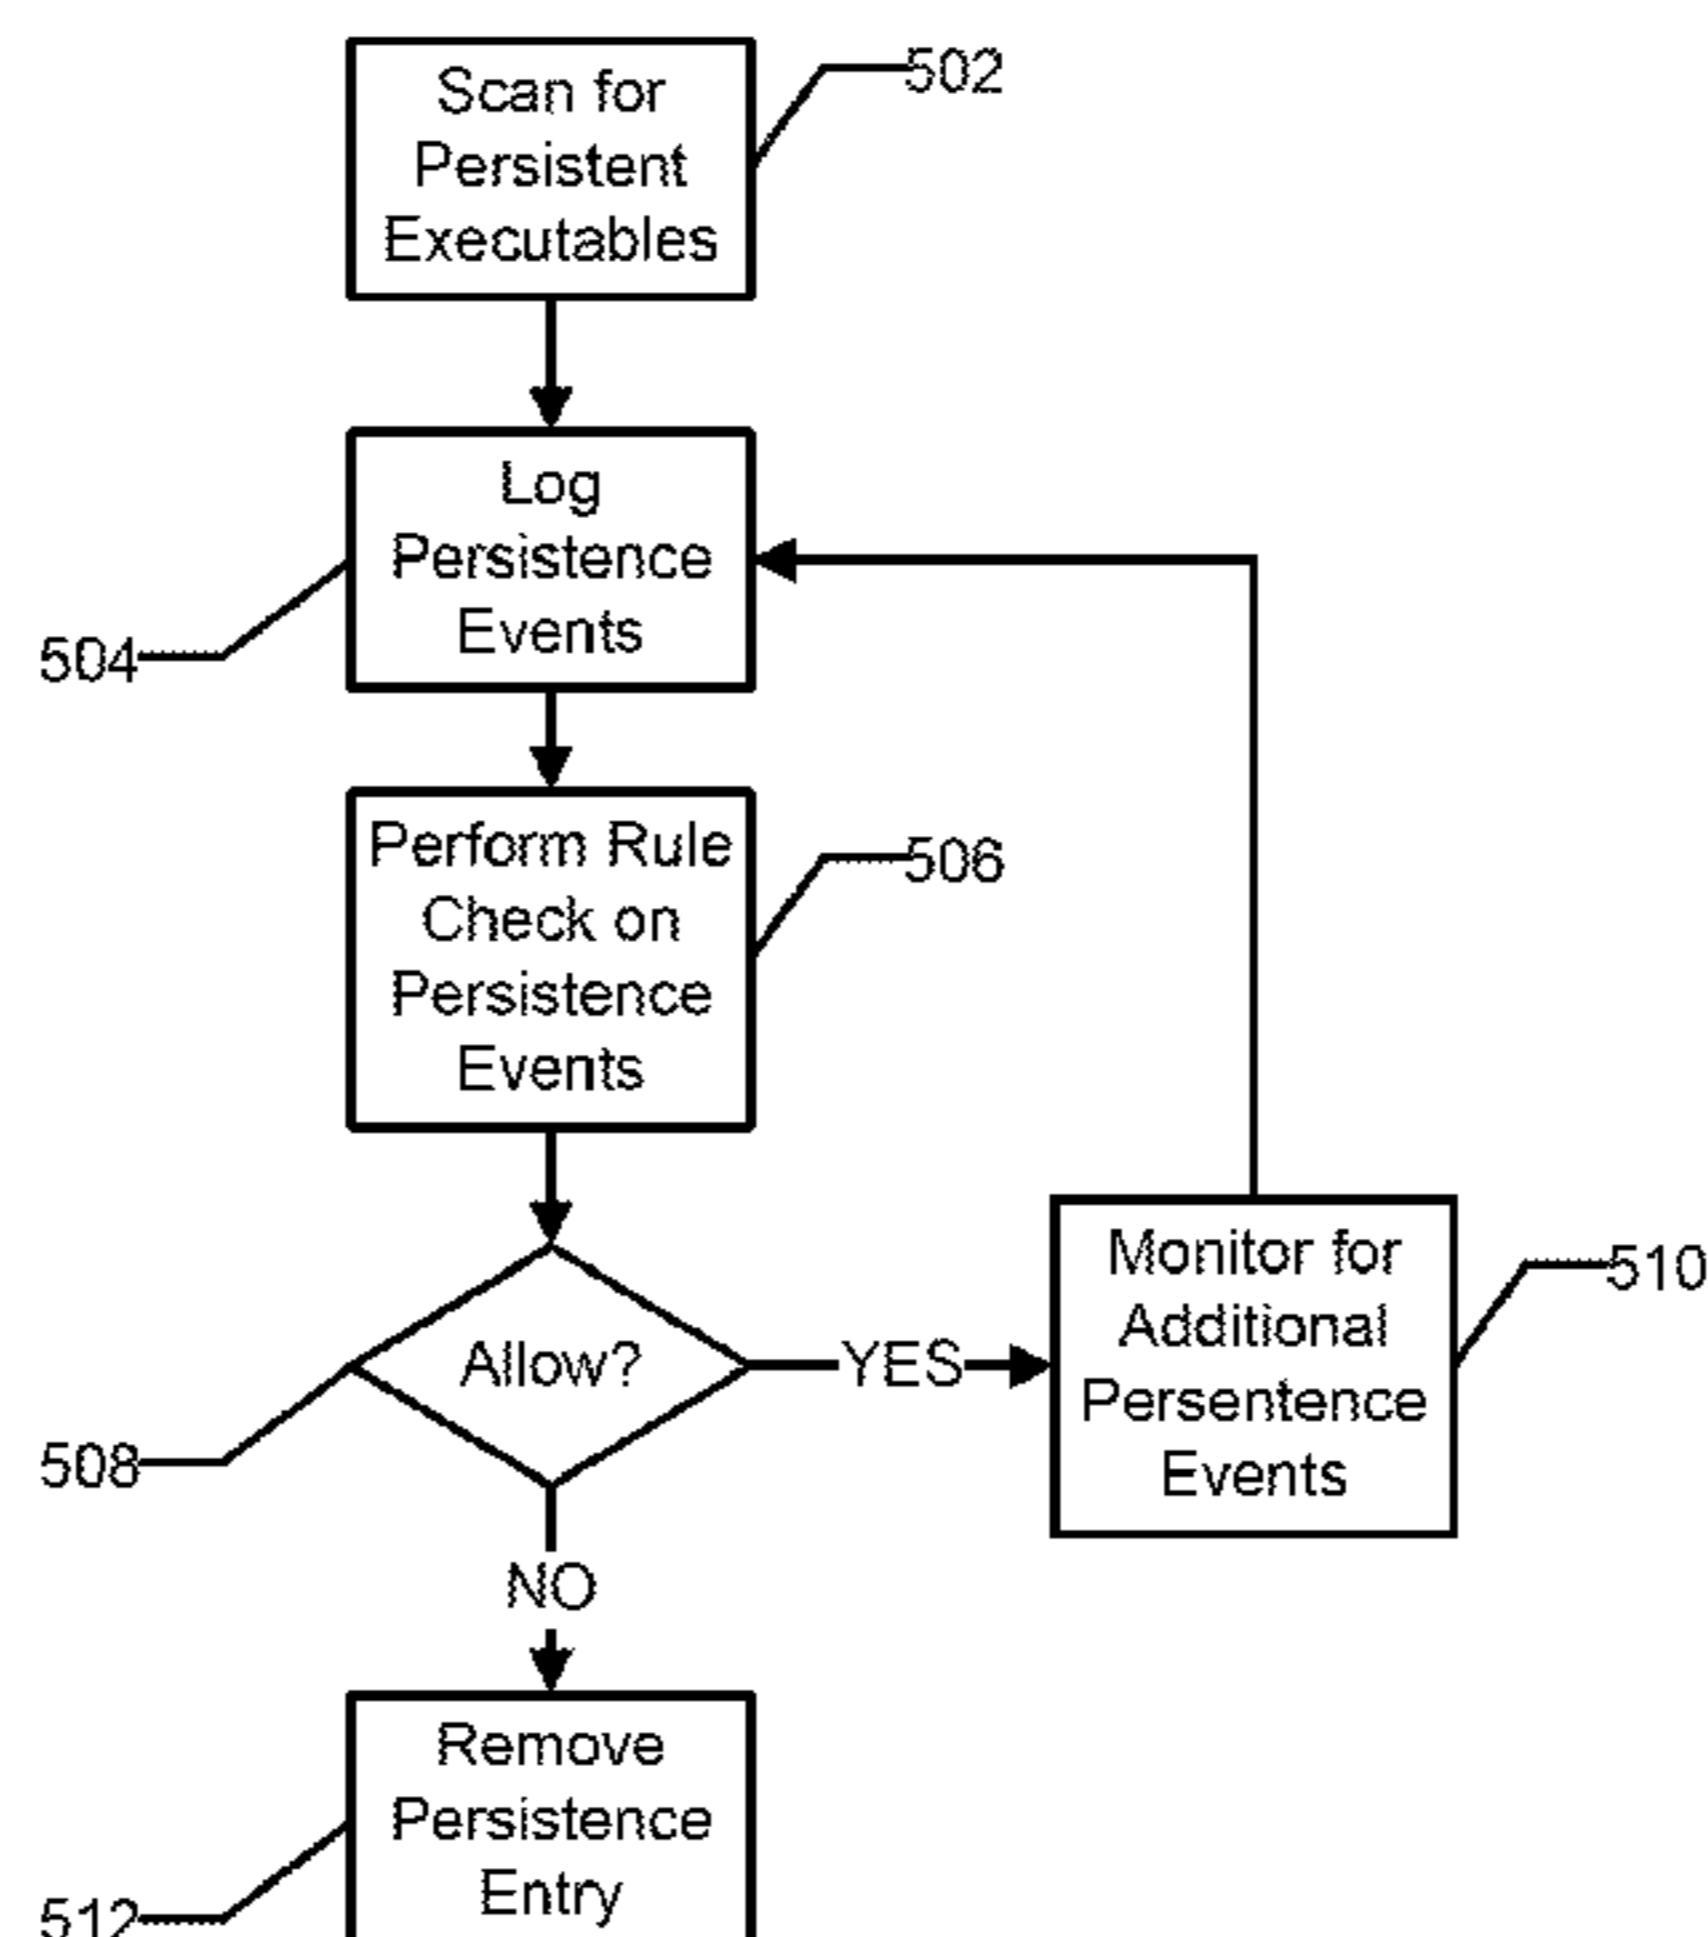 Scan for
Persistent
Executables
502
Log
Persistence
Events
504
Perform Rule
Check on
Persistence
Events
506
Allow?
508
YES
Monitor for
Additional
Persentence
Events
510
NO
Remove
Persistence
Entry
512